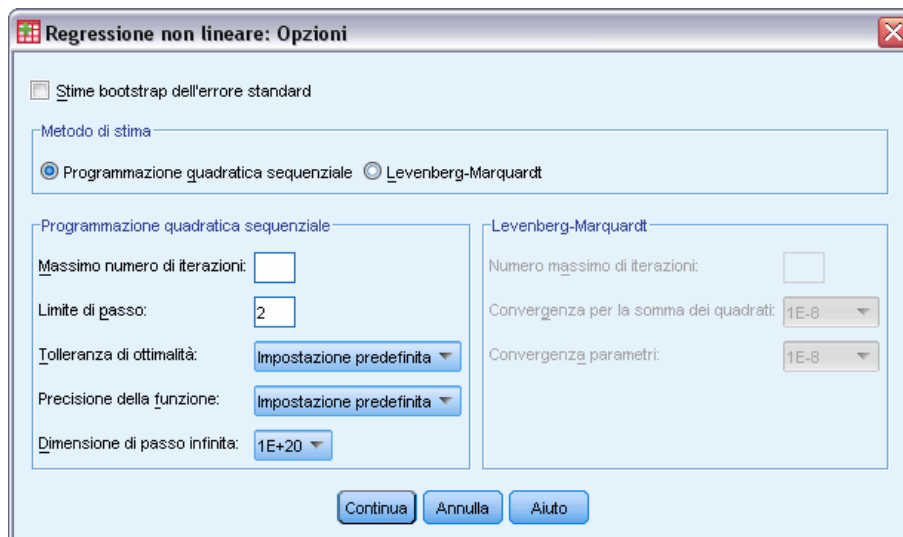 Regressione non lineare: Opzioni
Stime bootstrap dell'errore standard
Metodo di stima
Programmazione quadratica sequenziale
Levenberg-Marquardt
Programmazione quadratica sequenziale
Massimo numero di iterazioni:
Limite di passo: 2
Tolleranza di ottimalità: Impostazione predefinita
Precisione della funzione: Impostazione predefinita
Dimensione di passo infinita: 1E+20
Levenberg-Marquardt
Numero massimo di iterazioni:
Convergenza per la somma dei quadrati: 1E-8
Convergenza parametri: 1E-8
Continua Annulla Aiuto